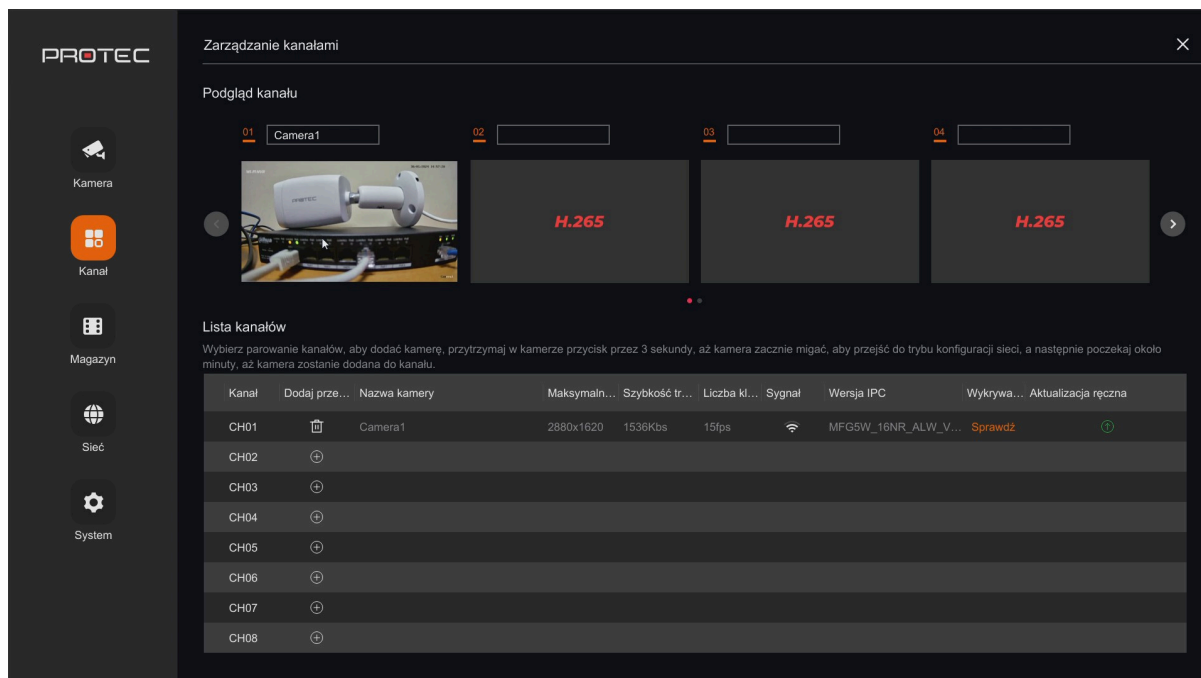 PROTEC
Zarządzanie kanałami
Podgląd kanału
01 Camera1 02 03 04
PROTEC
H.265 H.265 H.265
Kamera
Kanał
Magazyn
Sieć
System
Lista kanałów
Wybierz parowanie kanałów, aby dodać kamerę, przytrzymaj w kamerze przycisk przez 3 sekundy, aż kamera zacznie migać, aby przejść do trybu konfiguracji sieci, a następnie poczekaj około
minuty, aż kamera zostanie dodana do kanału.
Kanał Dodaj prze... Nazwa kamery Maksymaln... Szybkość tr... Liczba kl... Sygnał Wersja IPC Wykrywa... Aktualizacja ręczna
CH01 Camera1 2880x1620 1536Kbs 15fps MFG5W_16NR_ALW_V... Sprawdź
CH02
CH03
CH04
CH05
CH06
CH07
CH08